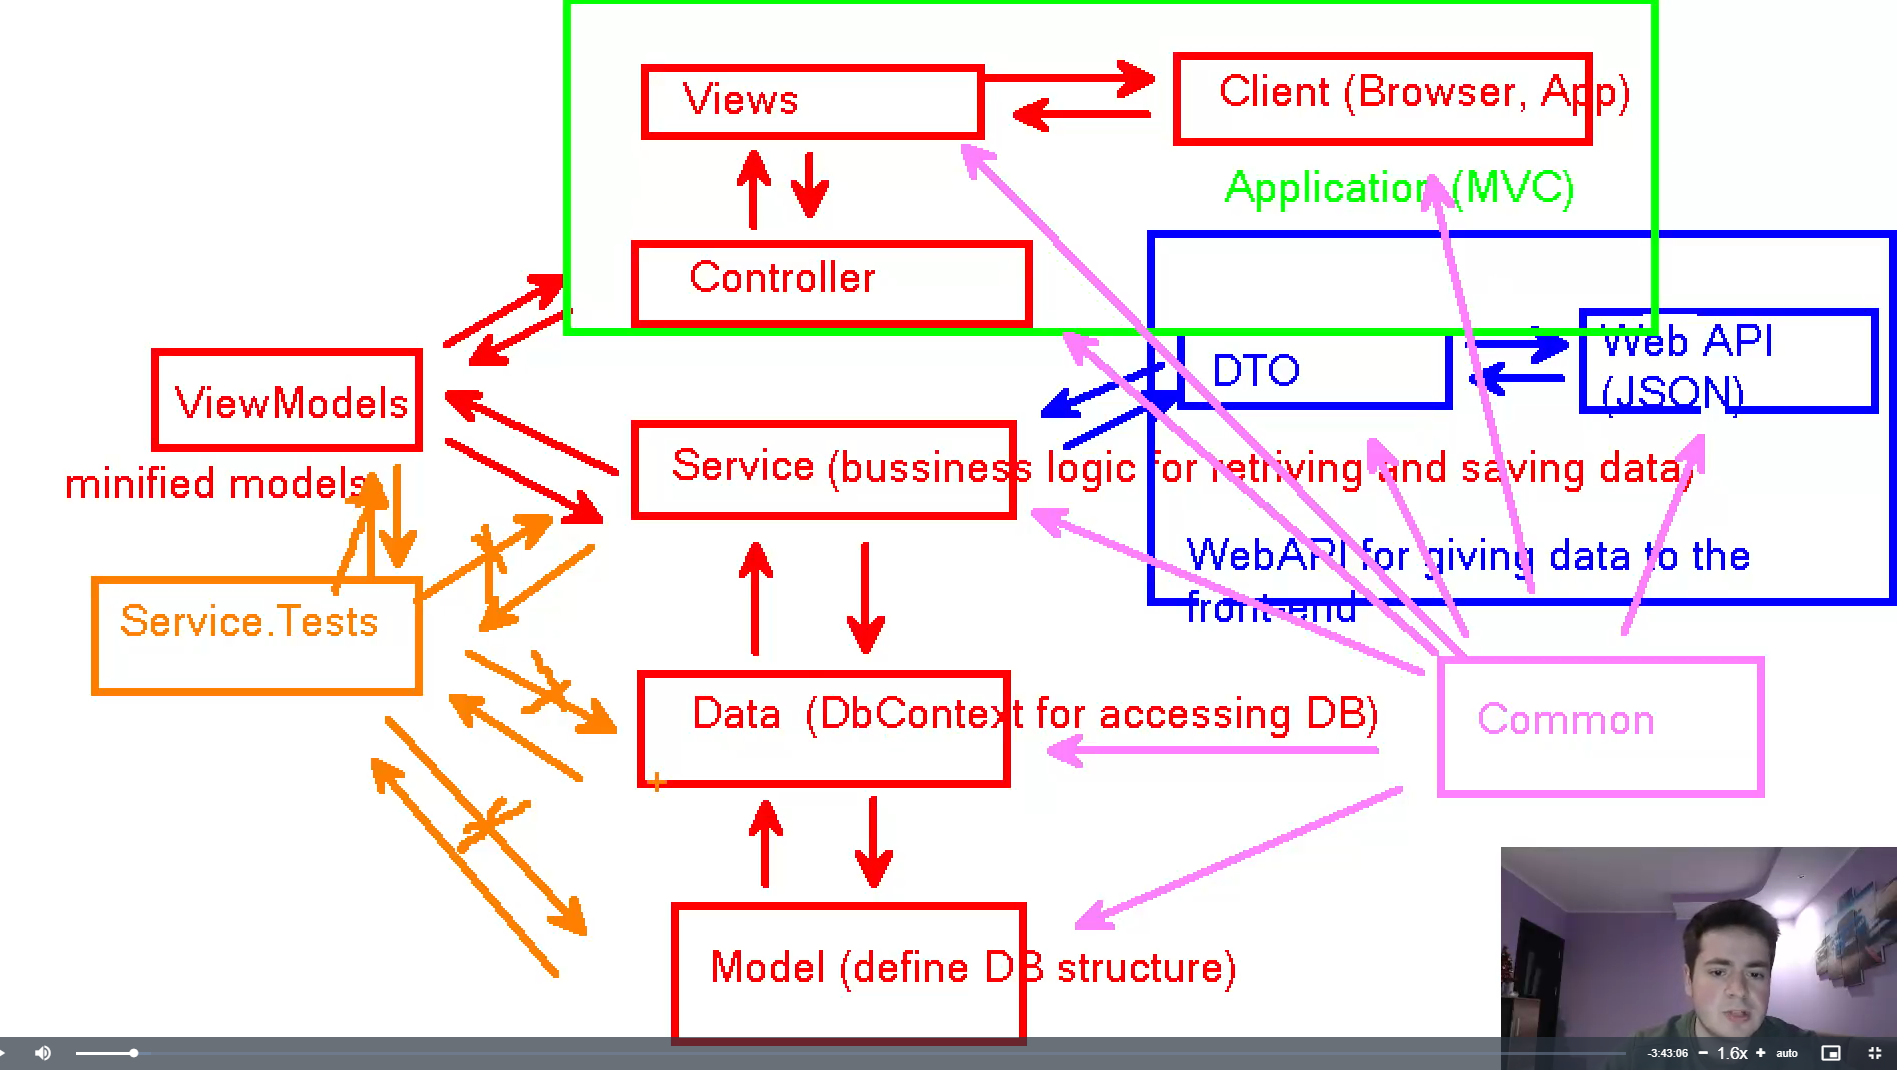 Views
Client (Browser, App)
Application (MVC)
Controller
Web API
(JSON)
DTO
ViewModels
minified models
Service (bussiness logic for retriving and saving data)
WebAPI for giving data to the
front-end
Service.Tests
Data (DbContext for accessing DB)
Common
Model (define DB structure)
-3:43:06 − 1.6x + auto